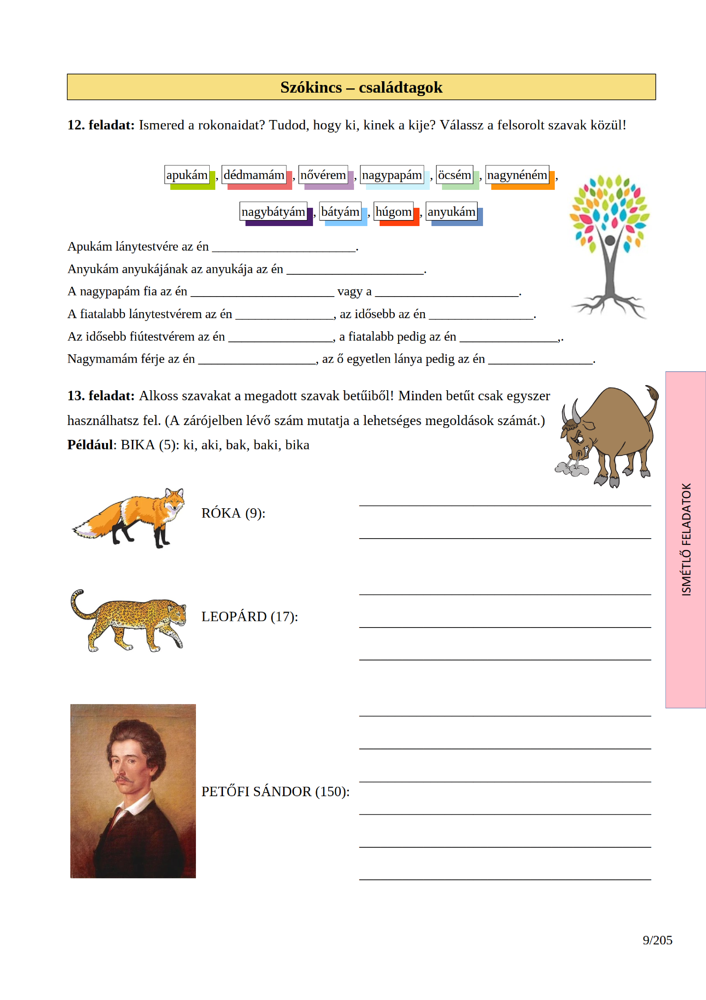 Szókincs – családtagok
12. feladat: Ismered a rokonaidat? Tudod, hogy ki, kinek a kije? Válassz a felsorolt szavak közül!
apukám , dédmamám , nővérem , nagypapám , öcsém , nagynéném ,
nagybátyám , bátyám , húgom , anyukám
Apukám lánytestvére az én ______________________.
Anyukám anyukájának az anyukája az én _____________________.
A nagypapám fia az én ______________________ vagy a ______________________.
A fiatalabb lánytestvérem az én _______________, az idősebb az én ________________.
Az idősebb fiútestvérem az én ________________, a fiatalabb pedig az én _______________,.
Nagymamám férje az én __________________, az ő egyetlen lánya pedig az én ________________.
13. feladat: Alkoss szavakat a megadott szavak betűiből! Minden betűt csak egyszer
használhatsz fel. (A zárójelben lévő szám mutatja a lehetséges megoldások számát.)
Például: BIKA (5): ki, aki, bak, baki, bika
RÓKA (9):
LEOPÁRD (17):
PETŐFI SÁNDOR (150):
ISMÉTLŐ FELADATOK
9/205